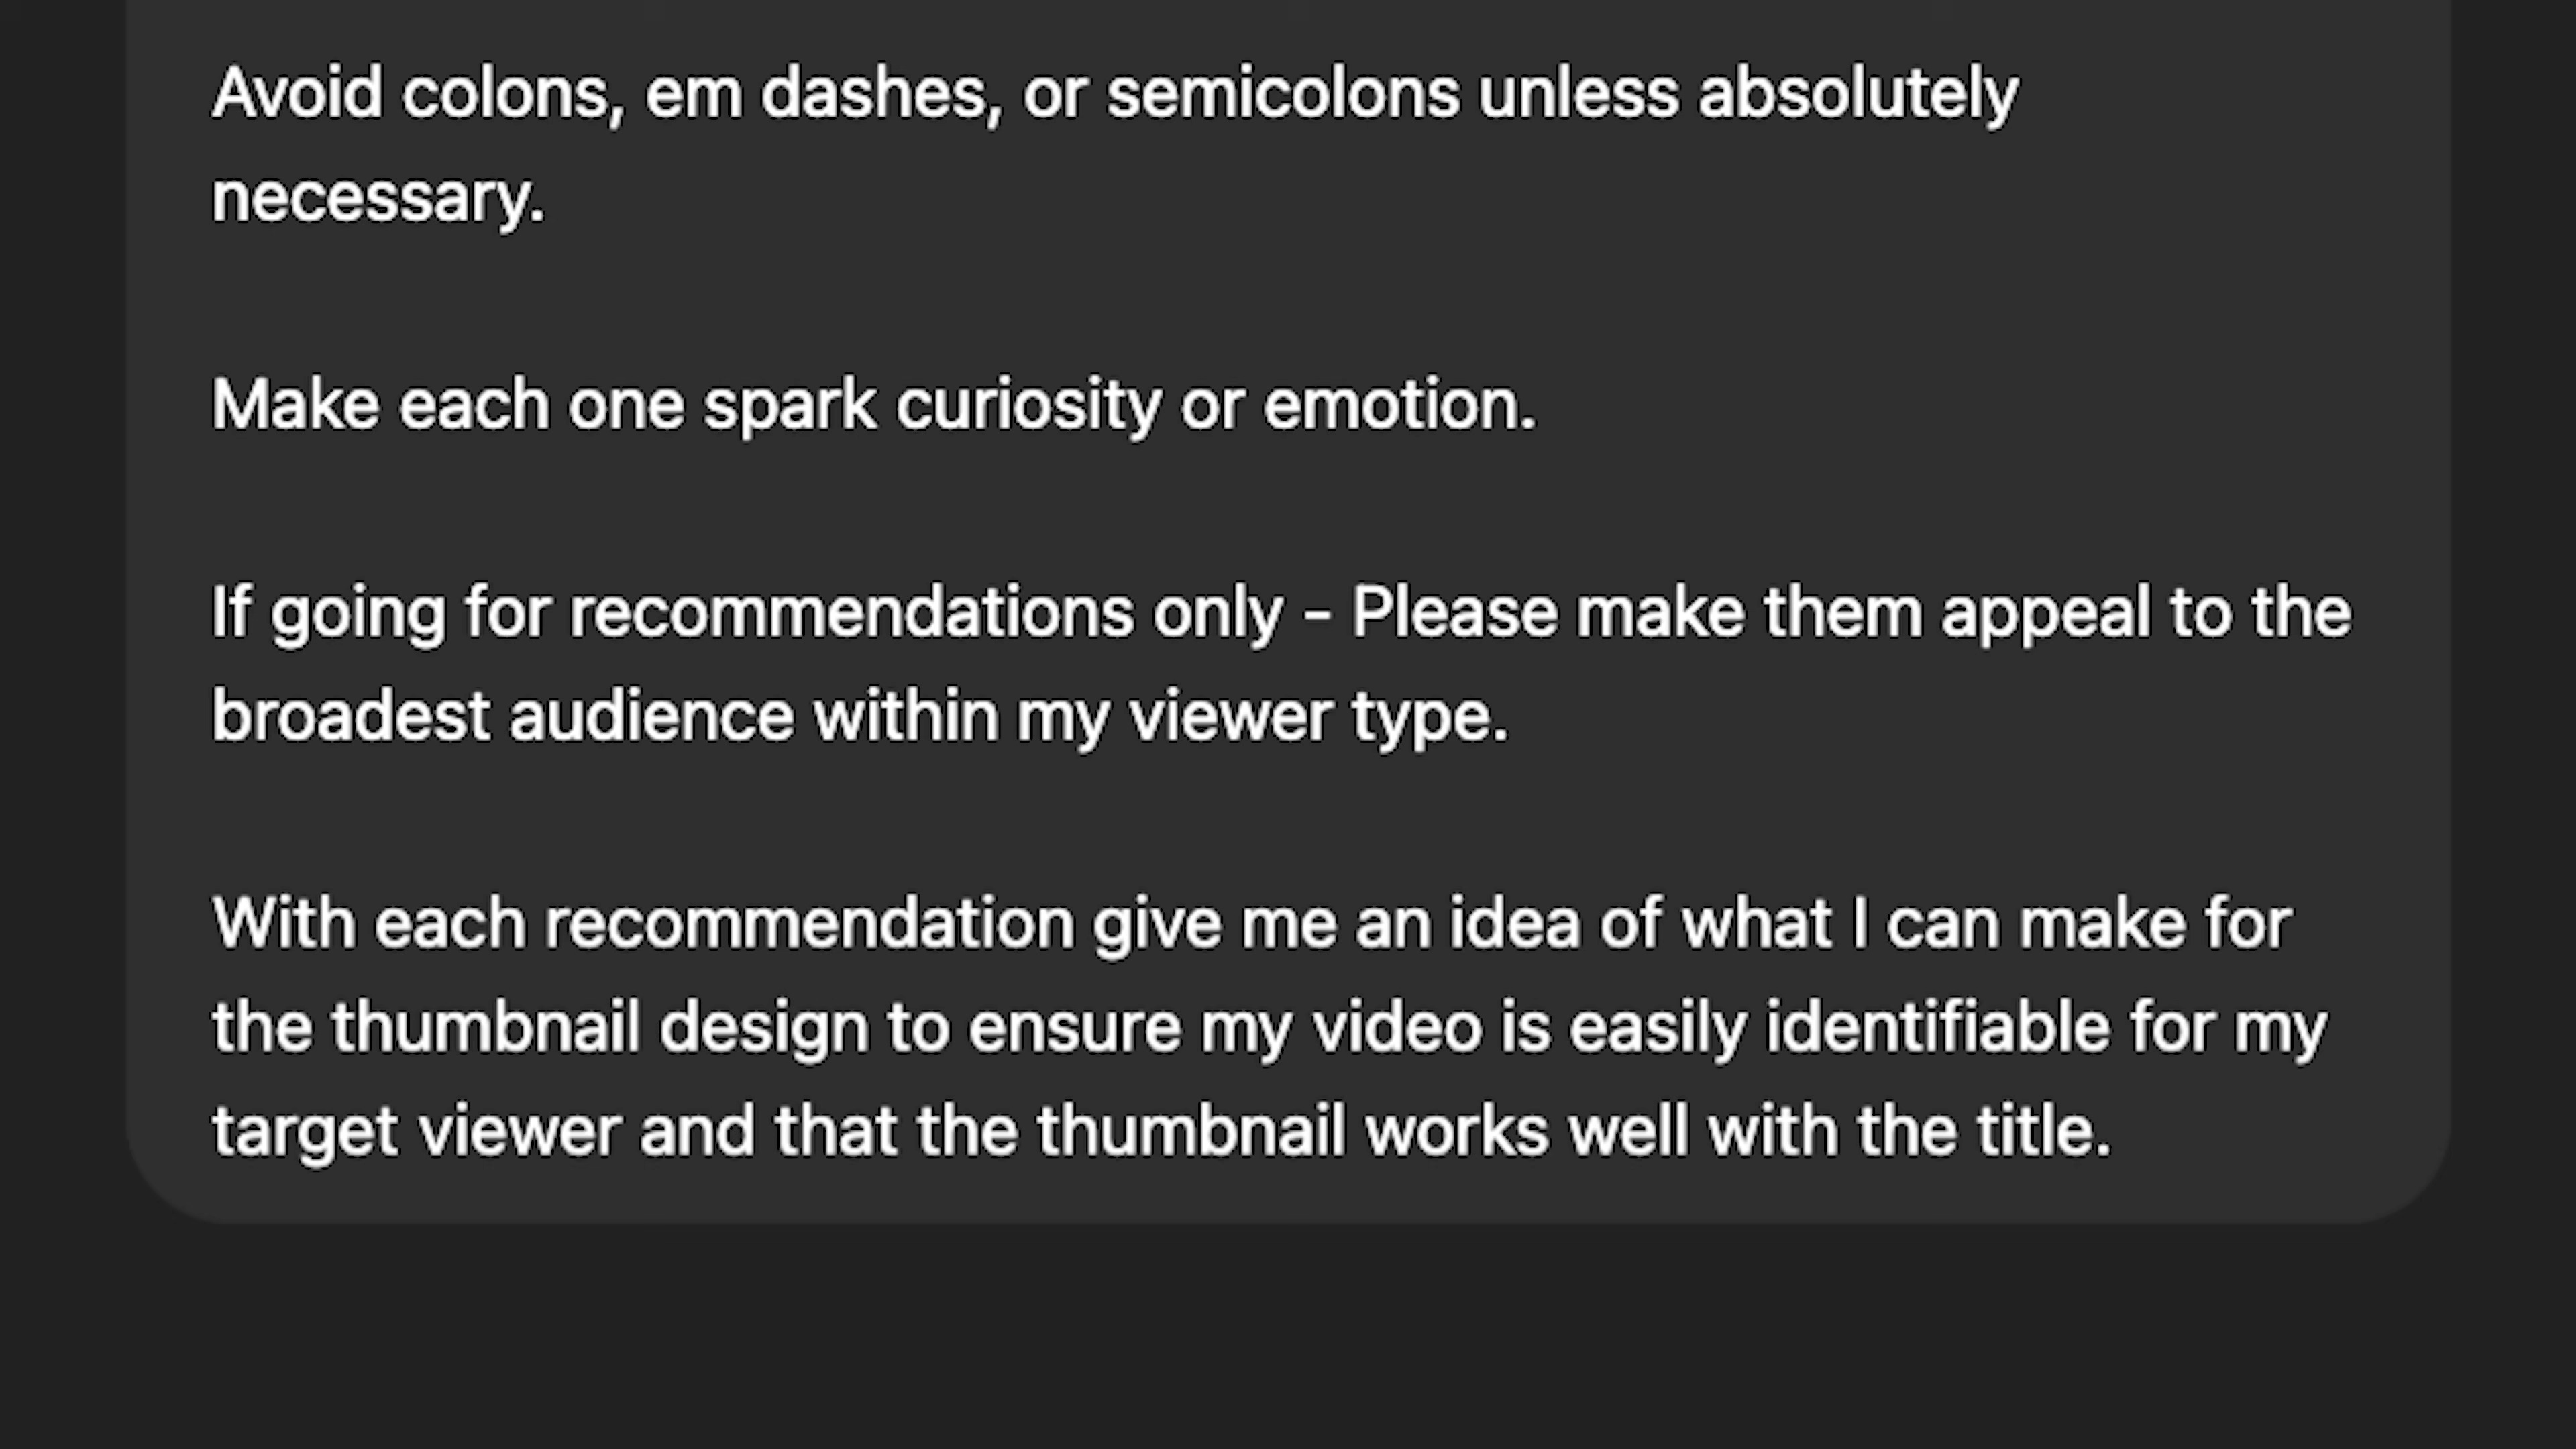 Avoid colons, em dashes, or semicolons unless absolutely
necessary.
Make each one spark curiosity or emotion.
If going for recommendations only - Please make them appeal to the
broadest audience within my viewer type.
With each recommendation give me an idea of what I can make for
the thumbnail design to ensure my video is easily identifiable for my
target viewer and that the thumbnail works well with the title.